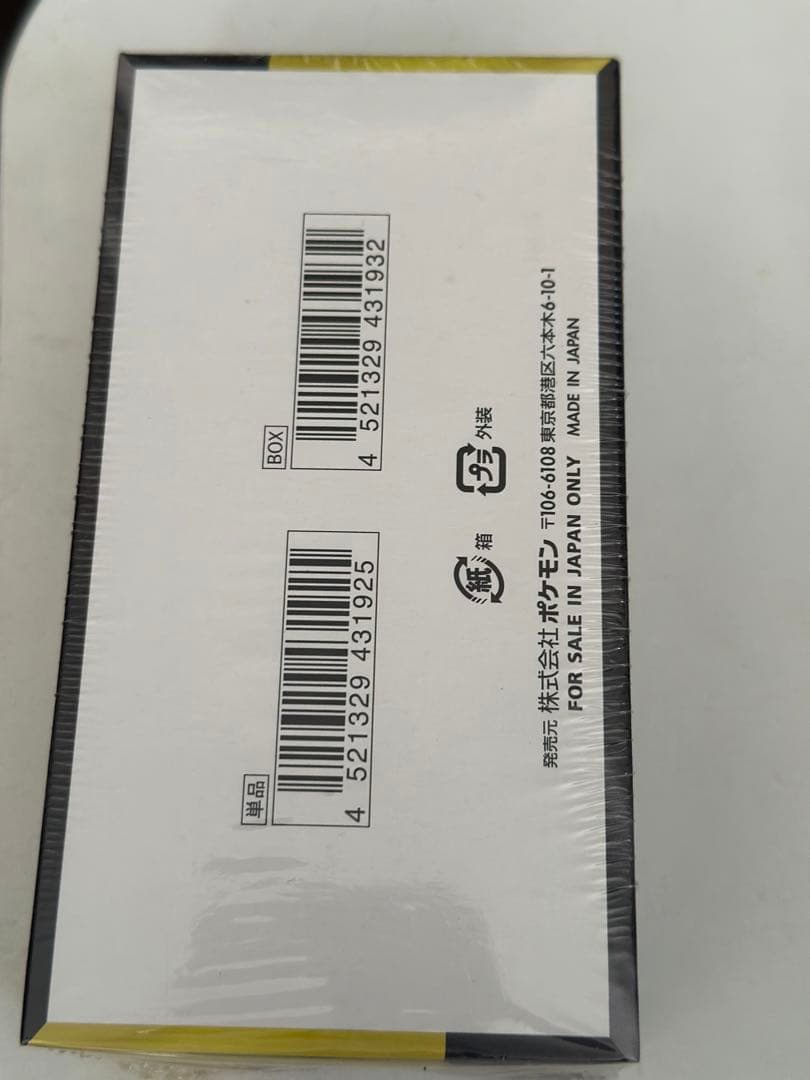 単品
4 521329 431925
BOX
4 521329 431932
紙 箱
プラ 外装
発売元 株式会社 ポケモン 〒106-6108 東京都港区六本木6-10-1
FOR SALE IN JAPAN ONLY MADE IN JAPAN